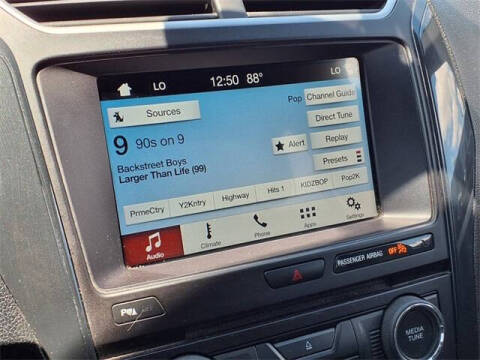 LO 12:50 88° LO
Sources
Pop Channel Guide
Direct Tune
9 90s on 9
Replay
Alert
Backstreet Boys
Presets
Larger Than Life (99)
PrmeCtry Y2Kntry Highway Hits 1 KIDZBOP Pop2K
Audio Climate Phone Apps Settings
PASSENGER AIRBAG OFF
MEDIA
TUNE